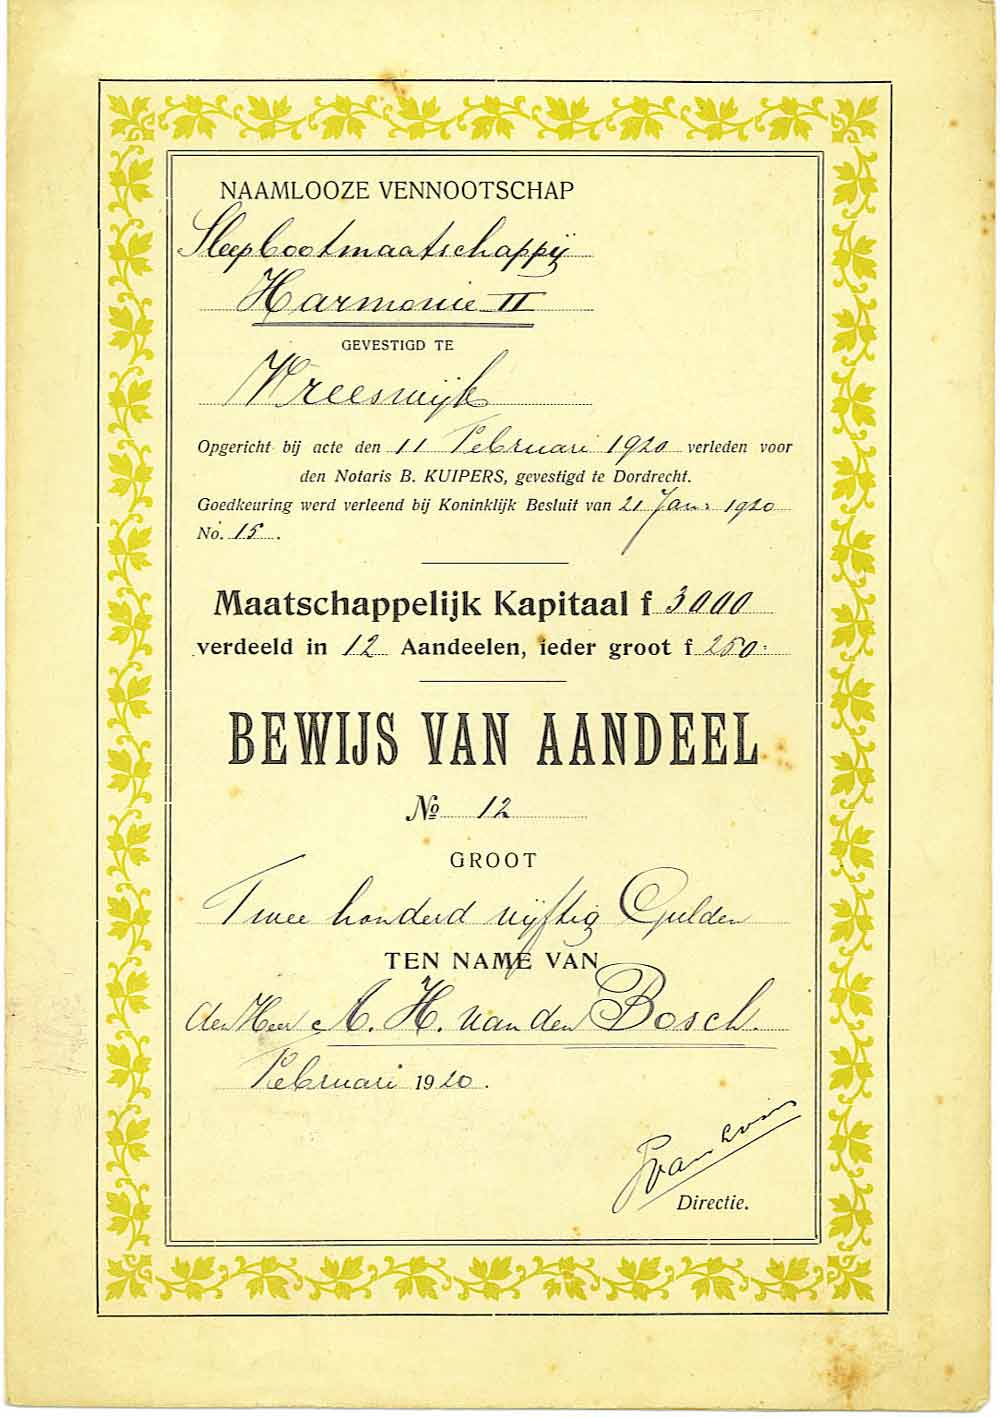 NAAMLOOZE VENNOOTSCHAP
Sleepbootmaatschappij
Harmonie II
GEVESTIGD TE
Vreeswijk
Opgericht bij acte den 11 Februari 1920 verleden voor
den Notaris B. KUIPERS, gevestigd te Dordrecht.
Goedkeuring werd verleend bij Koninklijk Besluit van 21 Jan: 1920
No. 15.
Maatschappelijk Kapitaal f 3000
verdeeld in 12 Aandeelen, ieder groot f 250:
BEWIJS VAN AANDEEL
No 12
GROOT
Twee honderd vijftig Gulden
TEN NAME VAN
den Heer A. H. van den Bosch.
Februari 1920.
van
Directie.